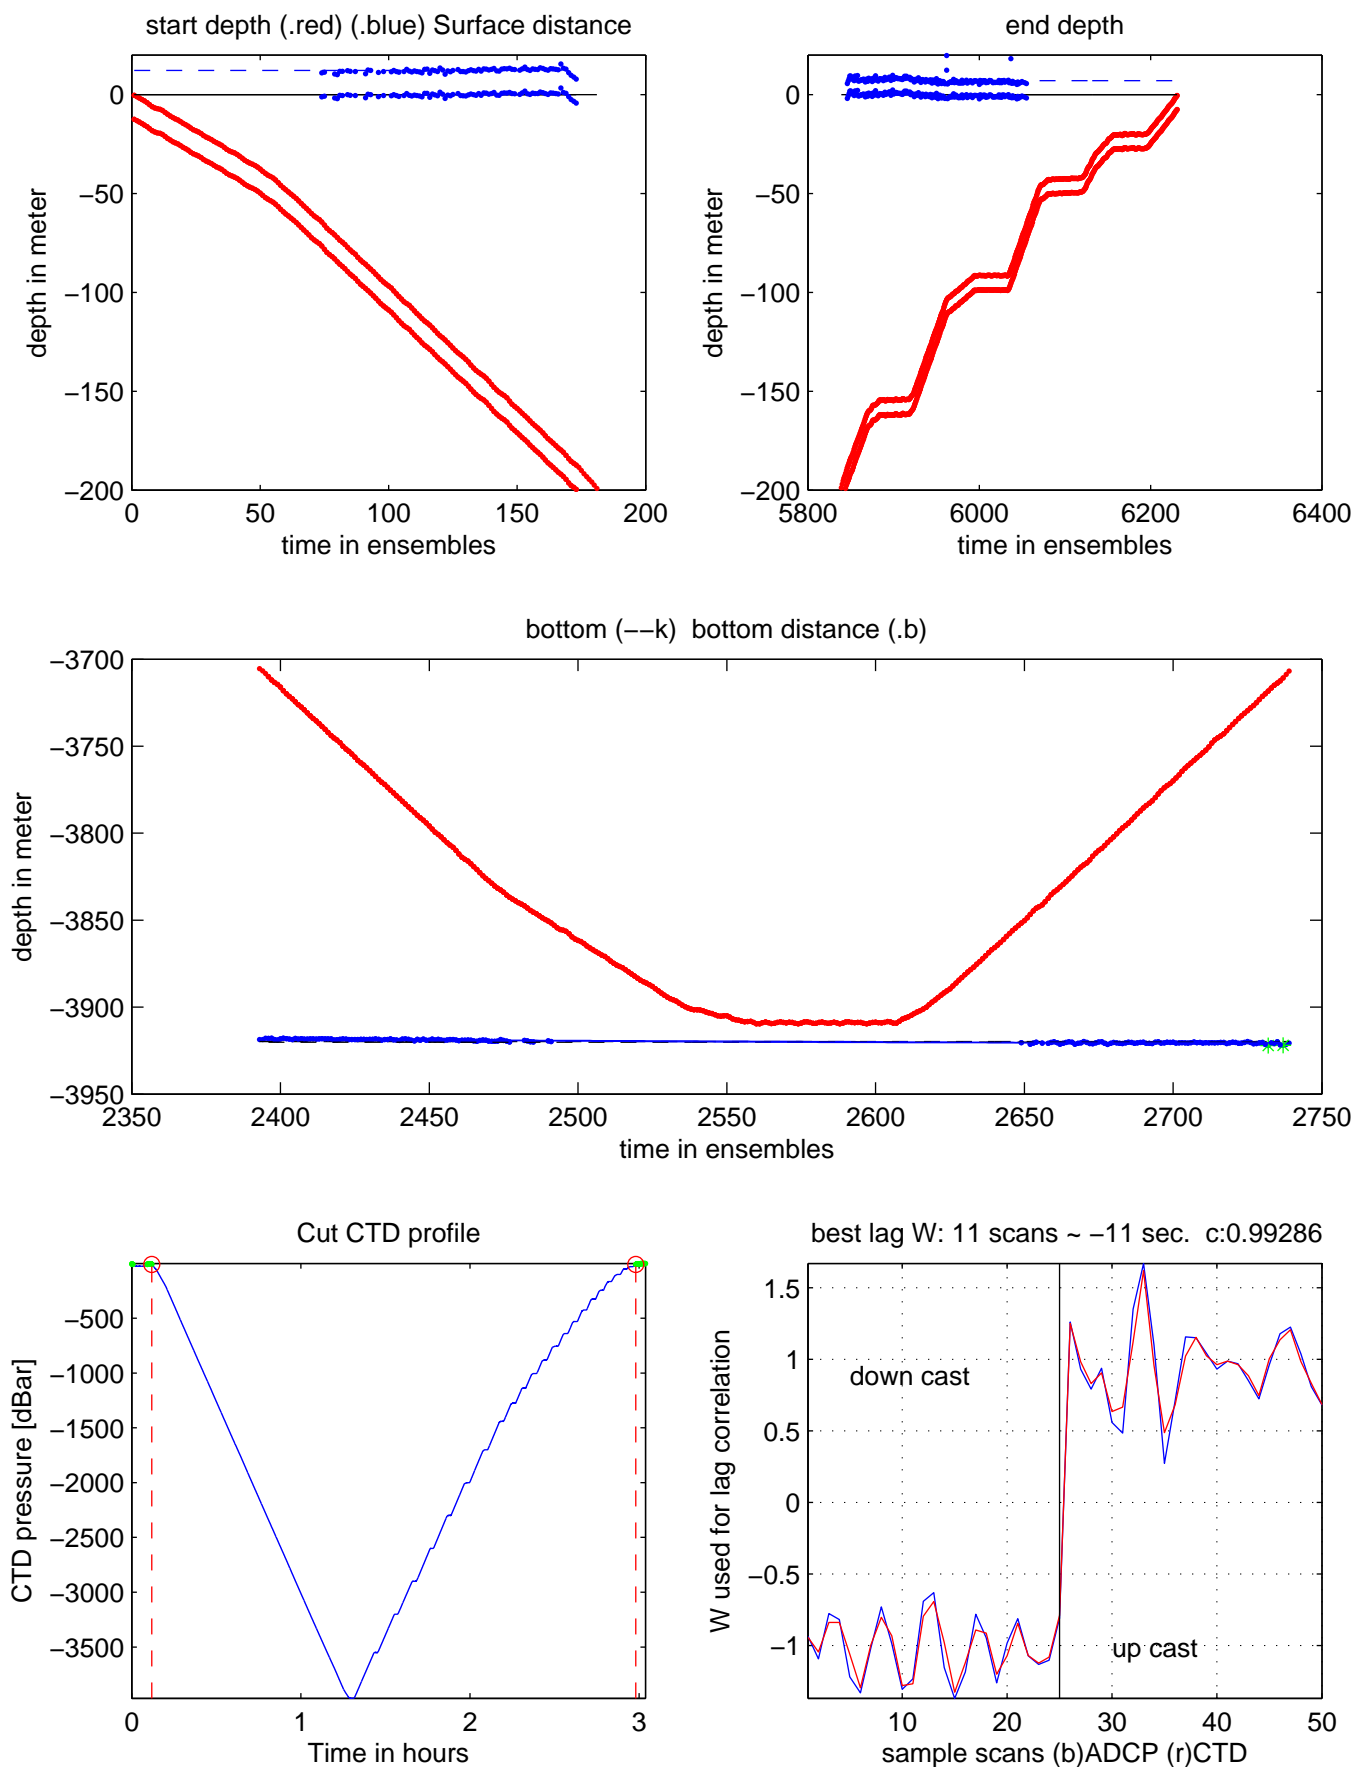 start depth (.red) (.blue) Surface distance
0
−50
−100
−150
−200
depth in meter
0 50 100 150 200
time in ensembles
end depth
0
−50
−100
−150
−200
depth in meter
5800 6000 6200 6400
time in ensembles
bottom (−−k)  bottom distance (.b)
−3700
−3750
−3800
−3850
−3900
−3950
depth in meter
2350 2400 2450 2500 2550 2600 2650 2700 2750
time in ensembles
Cut CTD profile
−500
−1000
−1500
−2000
−2500
−3000
−3500
CTD pressure [dBar]
0 1 2 3
Time in hours
best lag W: 11 scans ~ −11 sec.  c:0.99286
1.5
1
0.5
0
−0.5
−1
W used for lag correlation
down cast
up cast
10 20 30 40 50
sample scans (b)ADCP (r)CTD